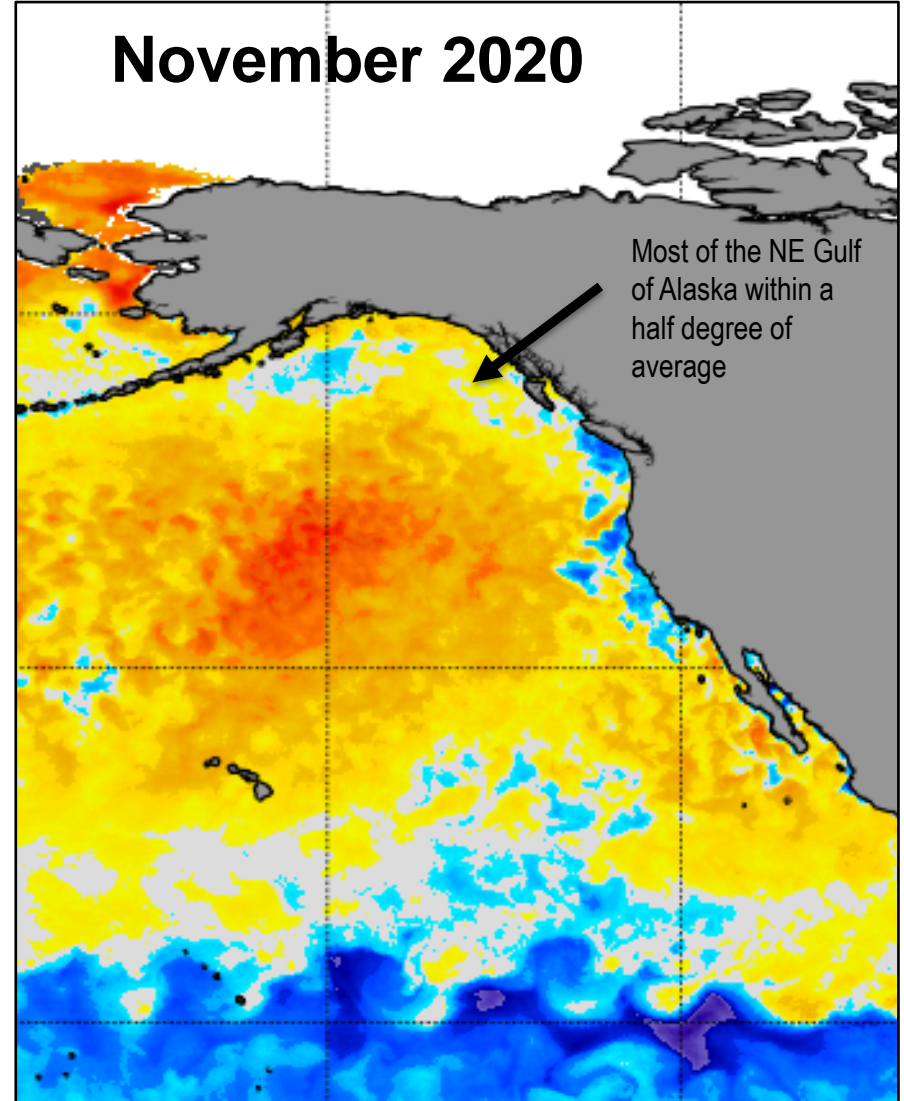 November 2020
Most of the NE Gulf
of Alaska within a
half degree of
average